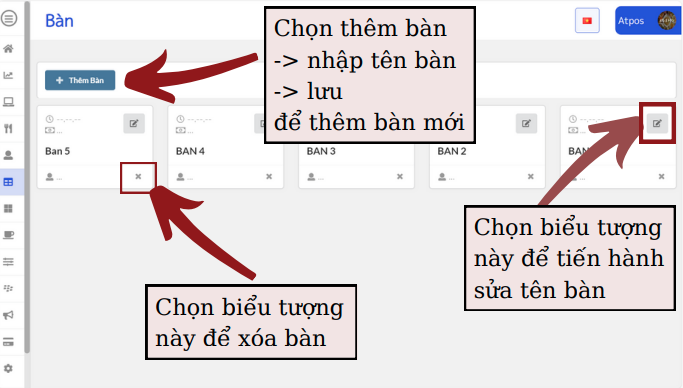 Bàn
Atpos
Chọn thêm bàn
-> nhập tên bàn
-> lưu
để thêm bàn mới
+ Thêm Bàn
--,--,--
...
Ban 5
...
--,--,--
...
BAN 4
...
BAN 3
...
BAN 2
...
--,--,--
...
BAN
...
Chọn biểu tượng
này để tiến hành
sửa tên bàn
Chọn biểu tượng
này để xóa bàn